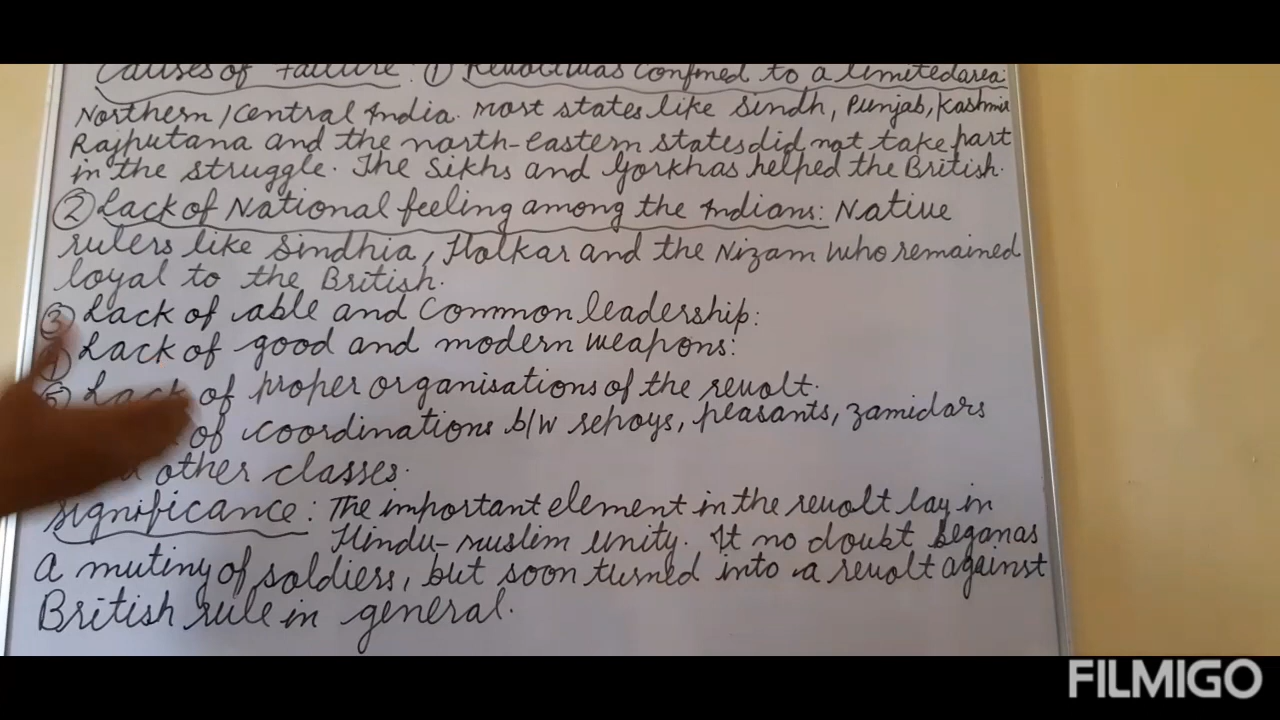 Causes of Failure: ① Revolt was confined to a limited area:
Northern/Central India. Most states like Sindh, Punjab, Kashmir
Rajputana and the north-eastern states did not take part
in the struggle. The Sikhs and Gorkhas helped the British.
② Lack of National feeling among the Indians: Native
rulers like Sindhia, Holkar and the Nizam who remained
loyal to the British.
③ Lack of able and Common leadership:
④ Lack of good and modern weapons:
⑤ Lack of proper organisations of the revolt.
of coordinations b/w sepoys, peasants, zamidars
other classes.
Significance: The important element in the revolt lay in
Hindu-muslim unity. It no doubt began as
a mutiny of soldiers, but soon turned into a revolt against
British rule in general.
FILMIGO